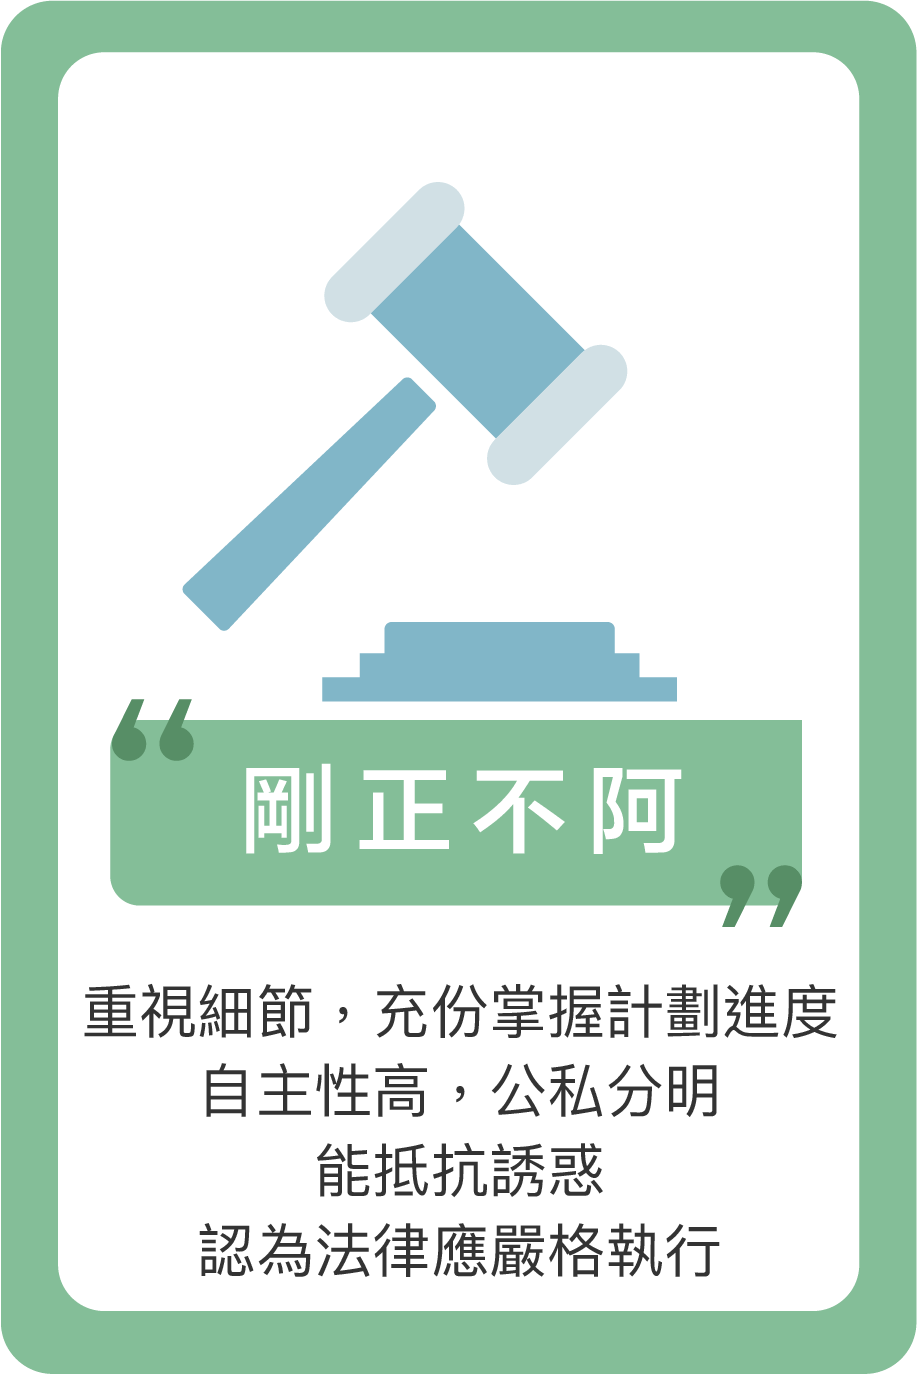 “
剛正不阿
”
重視細節，充份掌握計劃進度
自主性高，公私分明
能抵抗誘惑
認為法律應嚴格執行